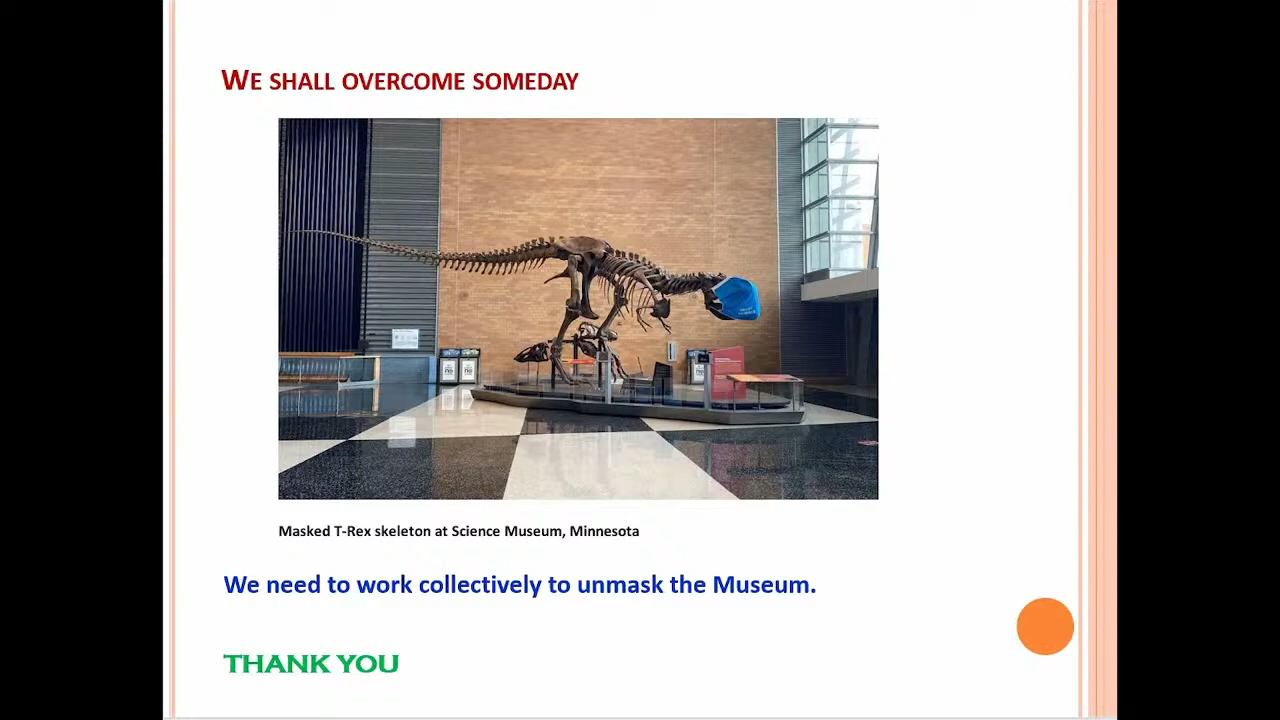 WE SHALL OVERCOME SOMEDAY
Masked T-Rex skeleton at Science Museum, Minnesota
We need to work collectively to unmask the Museum.
THANK YOU